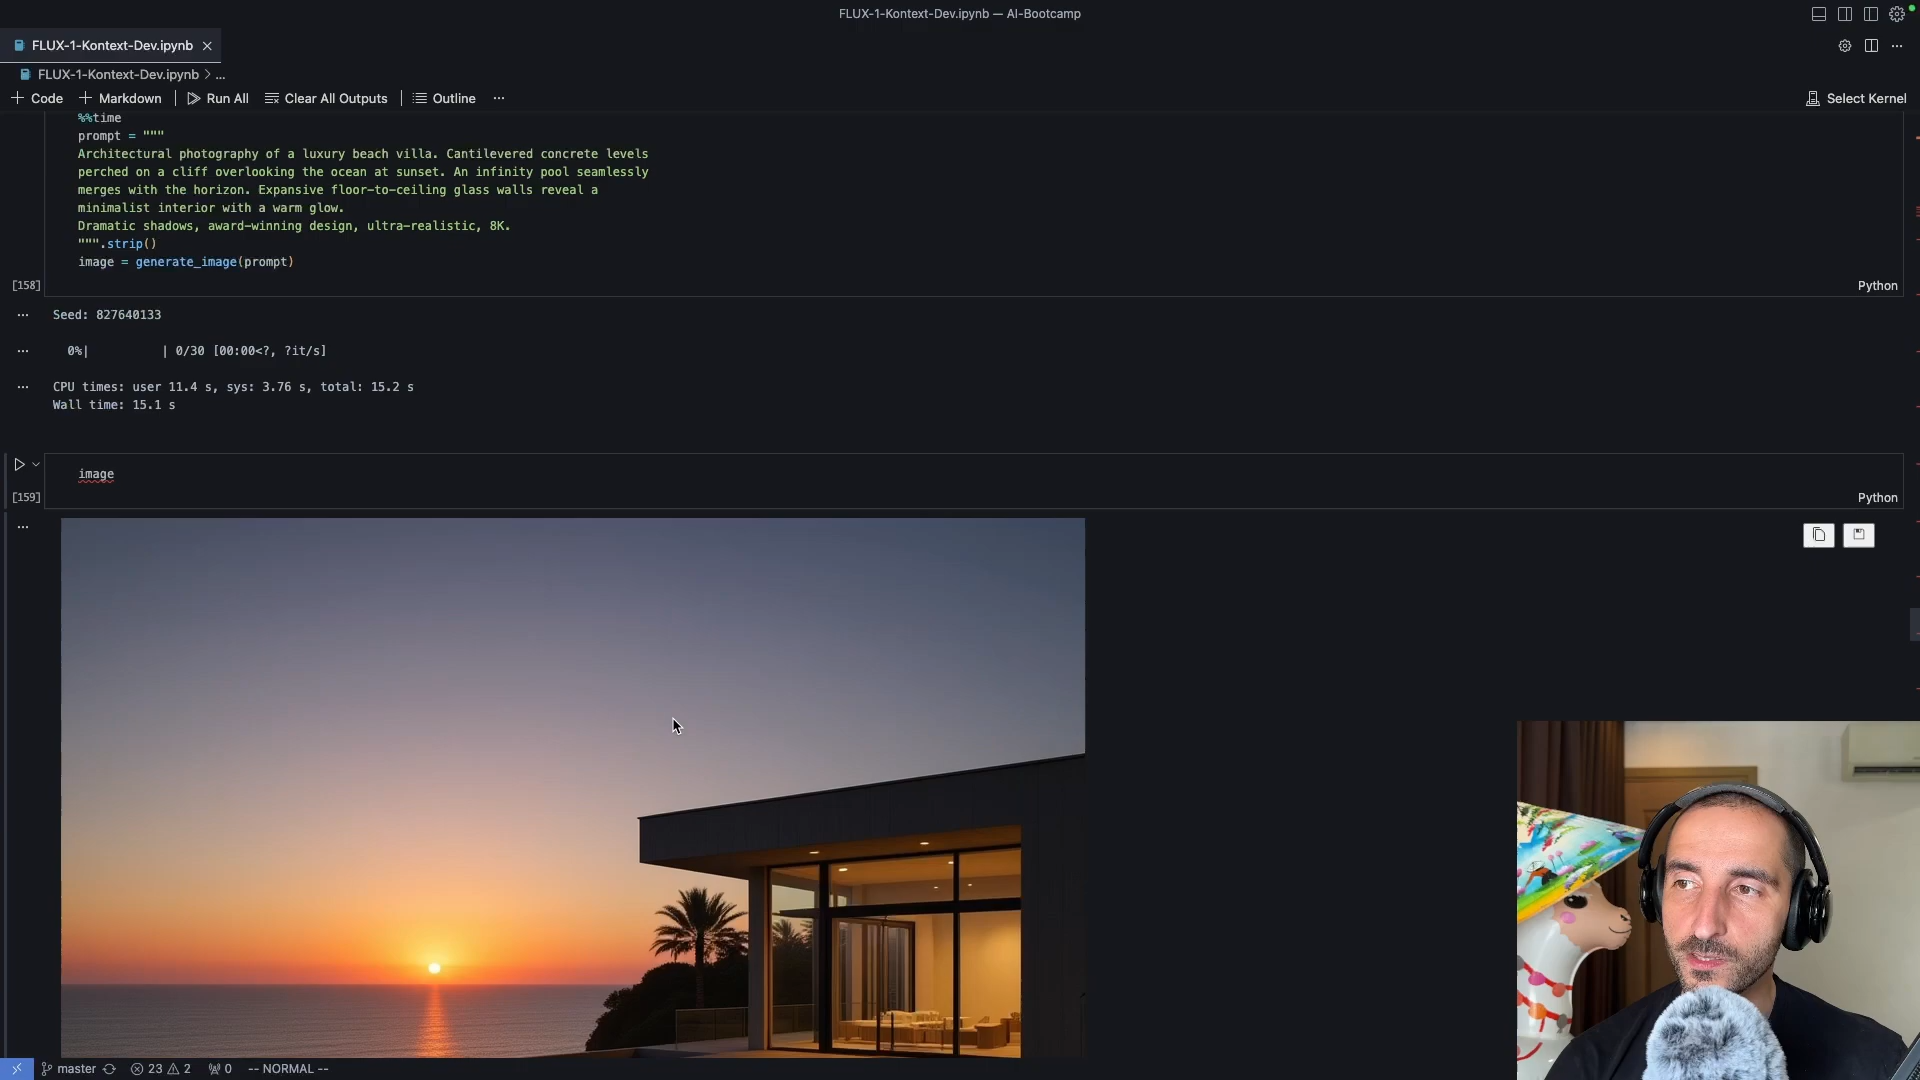 FLUX-1-Kontext-Dev.ipynb — AI-Bootcamp
FLUX-1-Kontext-Dev.ipynb
FLUX-1-Kontext-Dev.ipynb > ...
Code Markdown Run All Clear All Outputs Outline ... Select Kernel
%%time
prompt = """
Architectural photography of a luxury beach villa. Cantilevered concrete levels
perched on a cliff overlooking the ocean at sunset. An infinity pool seamlessly
merges with the horizon. Expansive floor-to-ceiling glass walls reveal a
minimalist interior with a warm glow.
Dramatic shadows, award-winning design, ultra-realistic, 8K.
""".strip()
image = generate_image(prompt)
[158] Python
... Seed: 827640133
... 0%| | 0/30 [00:00<?, ?it/s]
... CPU times: user 11.4 s, sys: 3.76 s, total: 15.2 s
Wall time: 15.1 s
image
[159] Python
...
master 23 2 0 -- NORMAL --